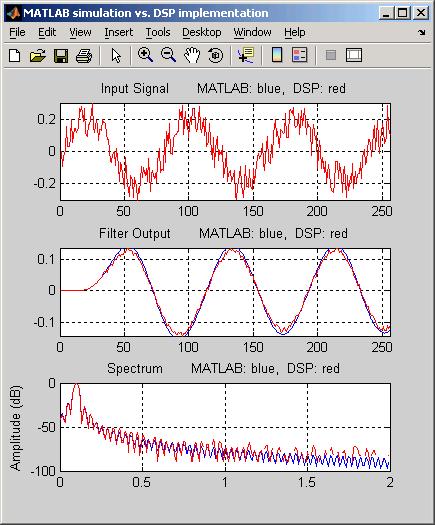 MATLAB simulation vs. DSP implementation
File Edit View Insert Tools Desktop Window Help
Input Signal MATLAB: blue, DSP: red
0.2
0
-0.2
0 50 100 150 200 250
Filter Output MATLAB: blue, DSP: red
0.1
0
-0.1
0 50 100 150 200 250
Spectrum MATLAB: blue, DSP: red
Amplitude (dB)
0
-50
-100
0 0.5 1 1.5 2